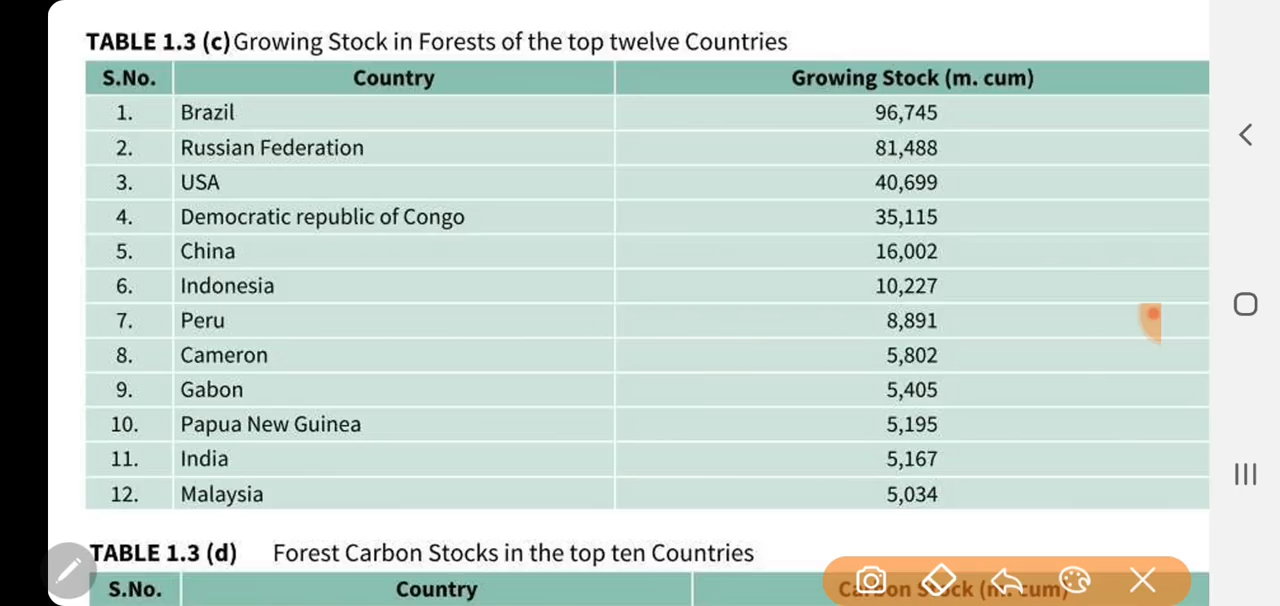 TABLE 1.3 (c) Growing Stock in Forests of the top twelve Countries
S.No. Country Growing Stock (m. cum)
1. Brazil 96,745
2. Russian Federation 81,488
3. USA 40,699
4. Democratic republic of Congo 35,115
5. China 16,002
6. Indonesia 10,227
7. Peru 8,891
8. Cameron 5,802
9. Gabon 5,405
10. Papua New Guinea 5,195
11. India 5,167
12. Malaysia 5,034
TABLE 1.3 (d) Forest Carbon Stocks in the top ten Countries
S.No. Country Carbon Stock (m. cum)